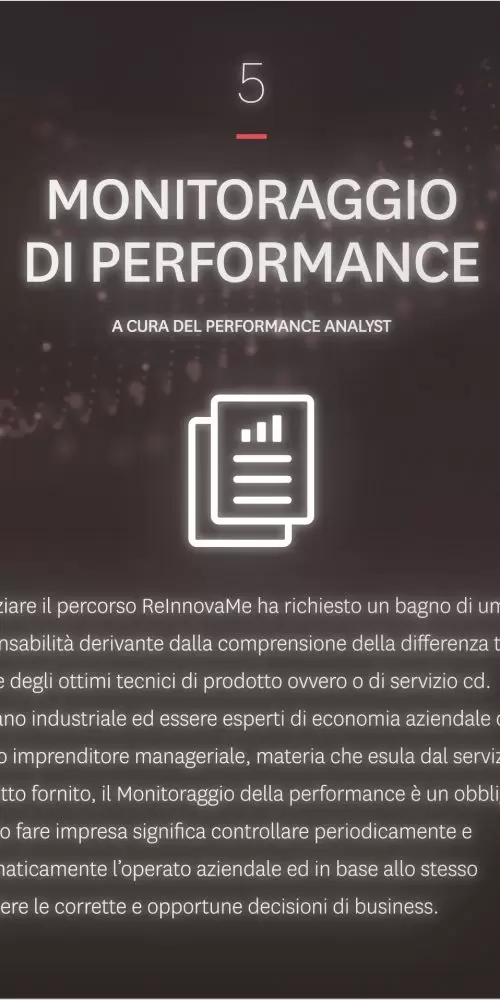 5
MONITORAGGIO
DI PERFORMANCE
A CURA DEL PERFORMANCE ANALYST
ziare il percorso ReInnovaMe ha richiesto un bagno di um
nsabilità derivante dalla comprensione della differenza t
e degli ottimi tecnici di prodotto ovvero o di servizio cd.
ano industriale ed essere esperti di economia aziendale
o imprenditore manageriale, materia che esula dal serviz
tto fornito, il Monitoraggio della performance è un obbli
o fare impresa significa controllare periodicamente e
maticamente l'operato aziendale ed in base allo stesso
ere le corrette e opportune decisioni di business.